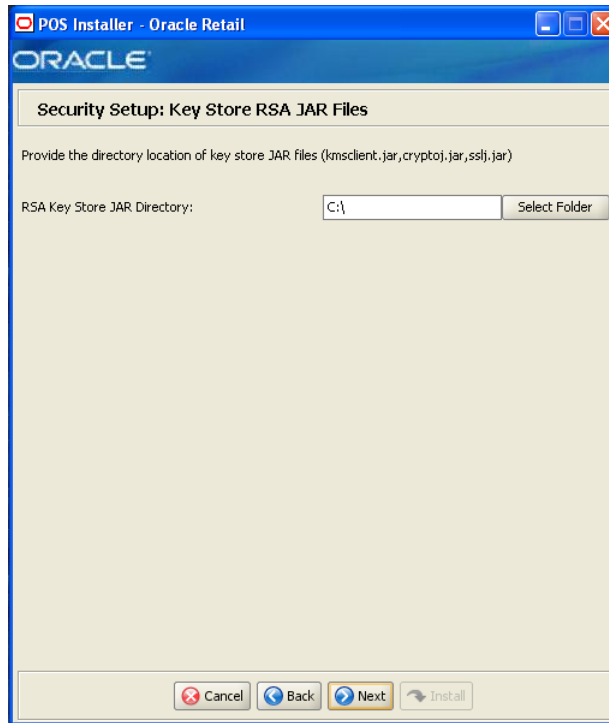 POS Installer - Oracle Retail
ORACLE
Security Setup: Key Store RSA JAR Files
Provide the directory location of key store JAR files (kmsclient.jar,cryptoj.jar,sslj.jar)
RSA Key Store JAR Directory: C:\ Select Folder
Cancel Back Next Install